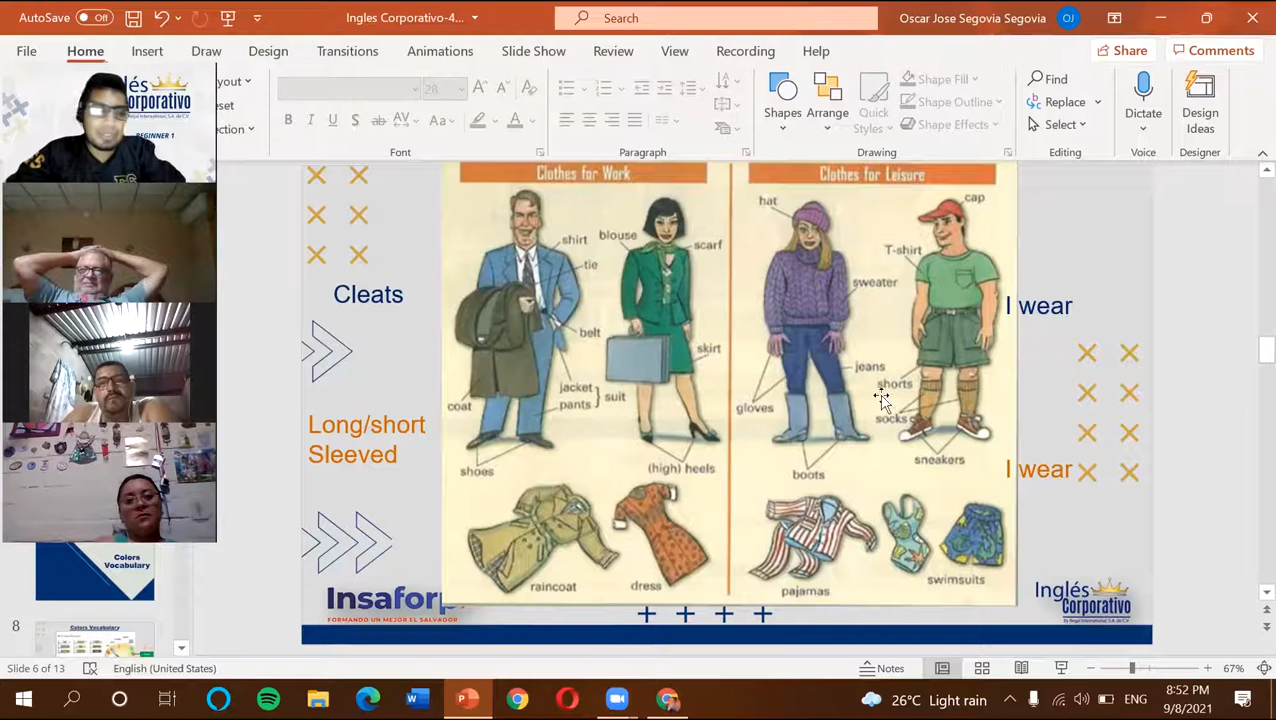 AutoSave Off
Ingles Corporativo-4...
Search
Oscar Jose Segovia Segovia
OJ
File Home Insert Draw Design Transitions Animations Slide Show Review View Recording Help
Share
Comments
Inglés
Corporativo
BEGINNER 1
B I U S ab AV Aa
Font
Paragraph
Shapes
Arrange
Quick
Styles
Shape Fill
Shape Outline
Shape Effects
Drawing
Find
Replace
Select
Editing
Dictate
Voice
Design
Ideas
Designer
Clothes for Work
Clothes for Leisure
shirt
blouse
tie
scarf
belt
skirt
jacket
pants
suit
coat
shoes
(high) heels
raincoat
dress
hat
cap
T-shirt
sweater
jeans
shorts
gloves
socks
boots
sneakers
pajamas
swimsuits
Cleats
Long/short
Sleeved
I wear
I wear
Insaforp
FORMANDO UN MEJOR EL SALVADOR
Inglés
Corporativo
Colors
Vocabulary
8
Colors Vocabulary
Slide 6 of 13
English (United States)
Notes
67%
26°C Light rain
ENG
8:52 PM
9/8/2021